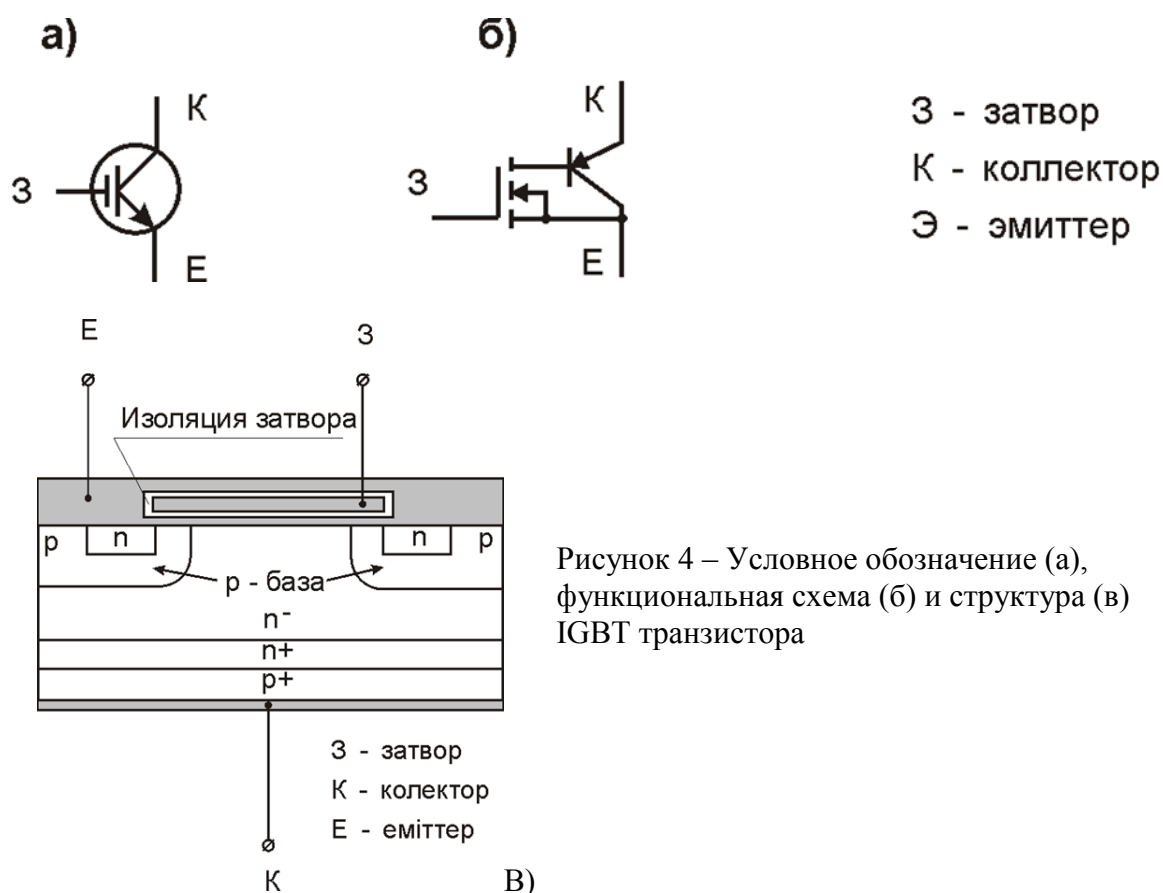 а)
б)
К
З
Е
К
З
Е
З - затвор
К - коллектор
Э - эмиттер
Е
З
Изоляция затвора
p
n
n
p
p - база
n-
n+
p+
З - затвор
К - колектор
Е - еміттер
К
В)
Рисунок 4 – Условное обозначение (а),
функциональная схема (б) и структура (в)
IGBT транзистора